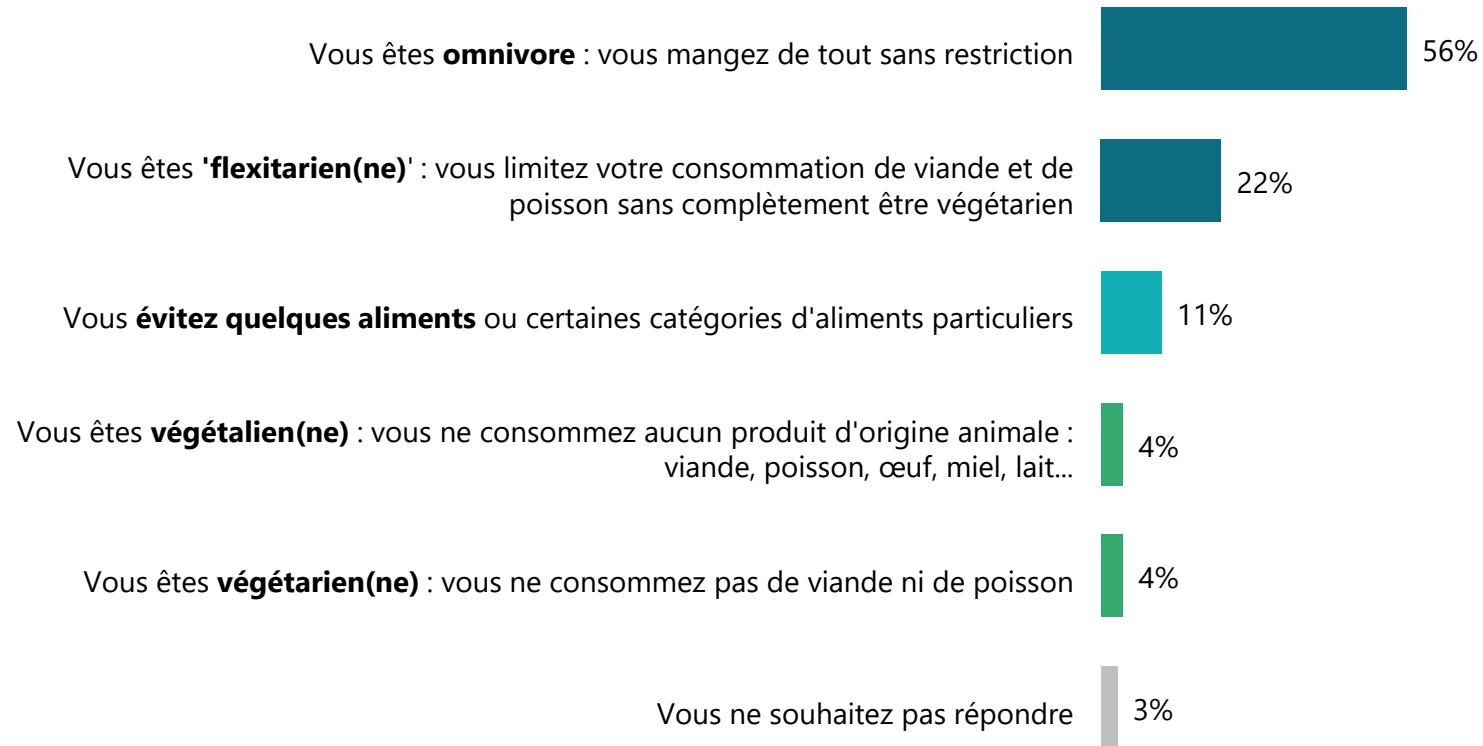 Vous êtes omnivore : vous mangez de tout sans restriction
56%
Vous êtes 'flexitarien(ne)' : vous limitez votre consommation de viande et de
poisson sans complètement être végétarien
22%
Vous évitez quelques aliments ou certaines catégories d'aliments particuliers
11%
Vous êtes végétalien(ne) : vous ne consommez aucun produit d'origine animale :
viande, poisson, œuf, miel, lait...
4%
Vous êtes végétarien(ne) : vous ne consommez pas de viande ni de poisson
4%
Vous ne souhaitez pas répondre
3%